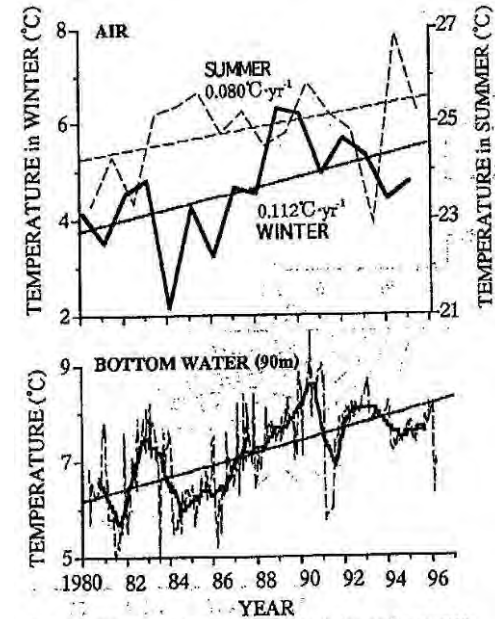 AIR
SUMMER
0.080℃·yr⁻¹
0.112℃·yr⁻¹
WINTER
TEMPERATURE in WINTER (℃)
8
6
4
2
TEMPERATURE in SUMMER (℃)
27
25
23
21
BOTTOM WATER (90m)
TEMPERATURE (℃)
9
7
5
1980 82 84 86 88 90 92 94 96
YEAR